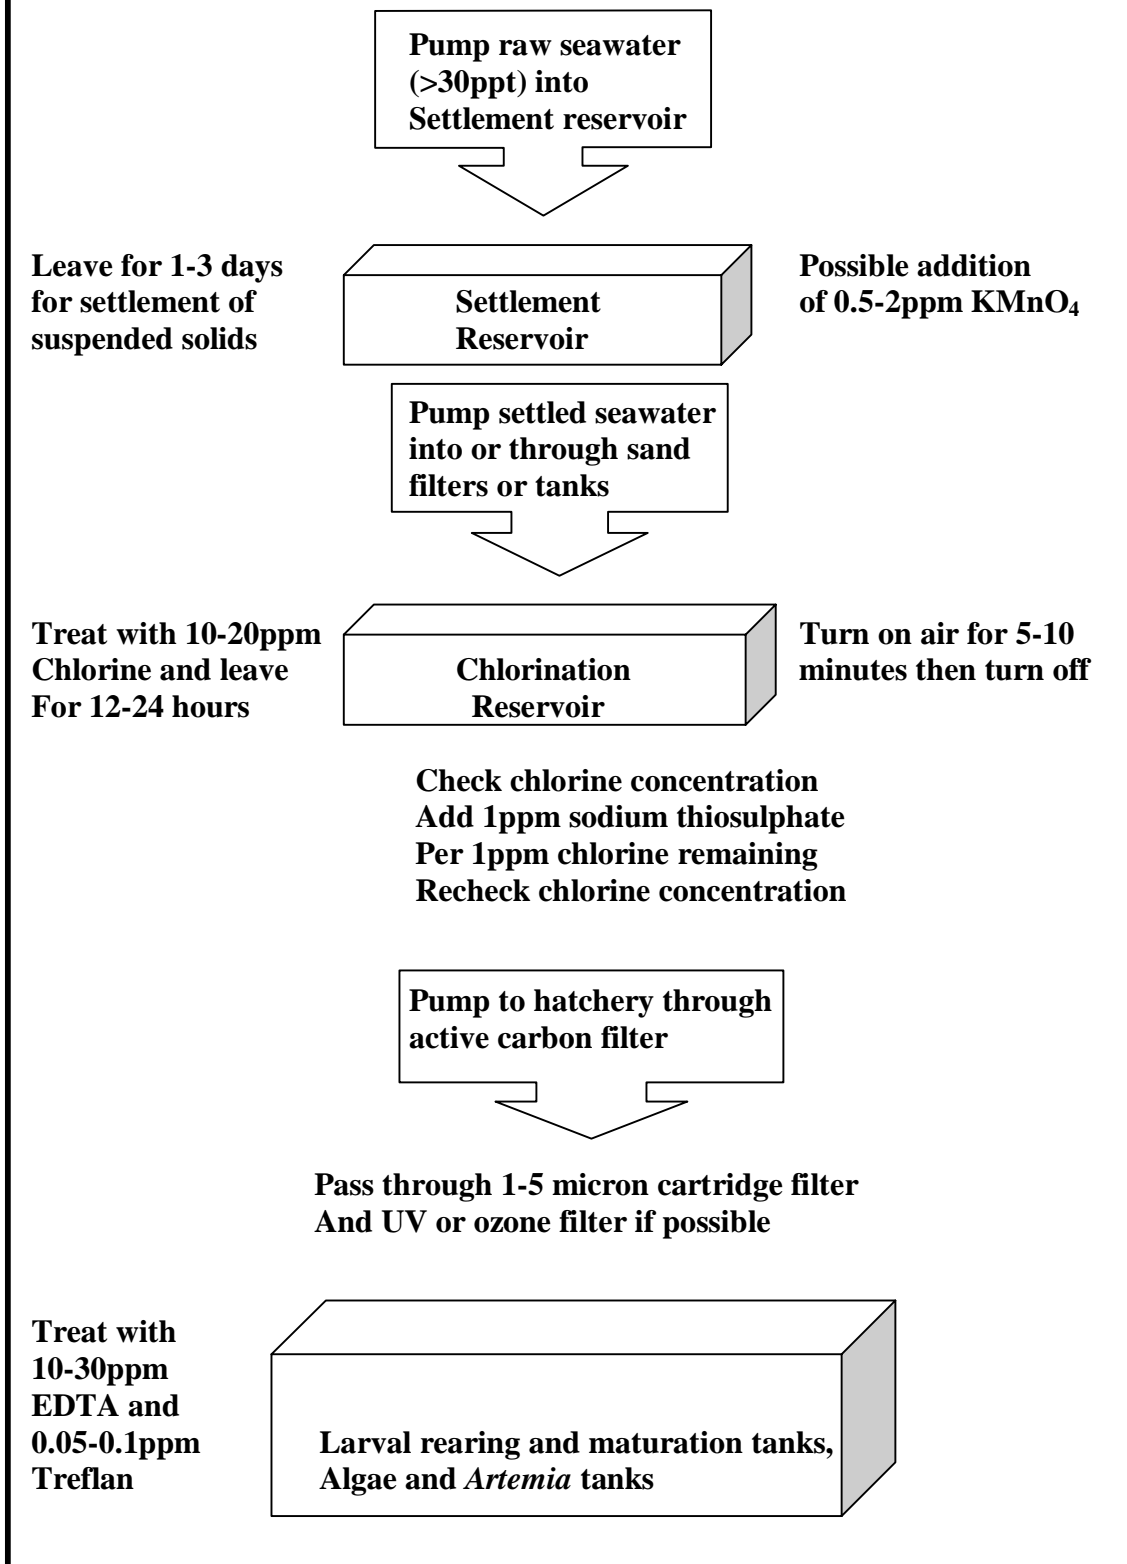 Pump raw seawater
(>30ppt) into
Settlement reservoir
Leave for 1-3 days
for settlement of
suspended solids
Settlement
Reservoir
Possible addition
of 0.5-2ppm KMnO₄
Pump settled seawater
into or through sand
filters or tanks
Treat with 10-20ppm
Chlorine and leave
For 12-24 hours
Chlorination
Reservoir
Turn on air for 5-10
minutes then turn off
Check chlorine concentration
Add 1ppm sodium thiosulphate
Per 1ppm chlorine remaining
Recheck chlorine concentration
Pump to hatchery through
active carbon filter
Pass through 1-5 micron cartridge filter
And UV or ozone filter if possible
Treat with
10-30ppm
EDTA and
0.05-0.1ppm
Treflan
Larval rearing and maturation tanks,
Algae and Artemia tanks